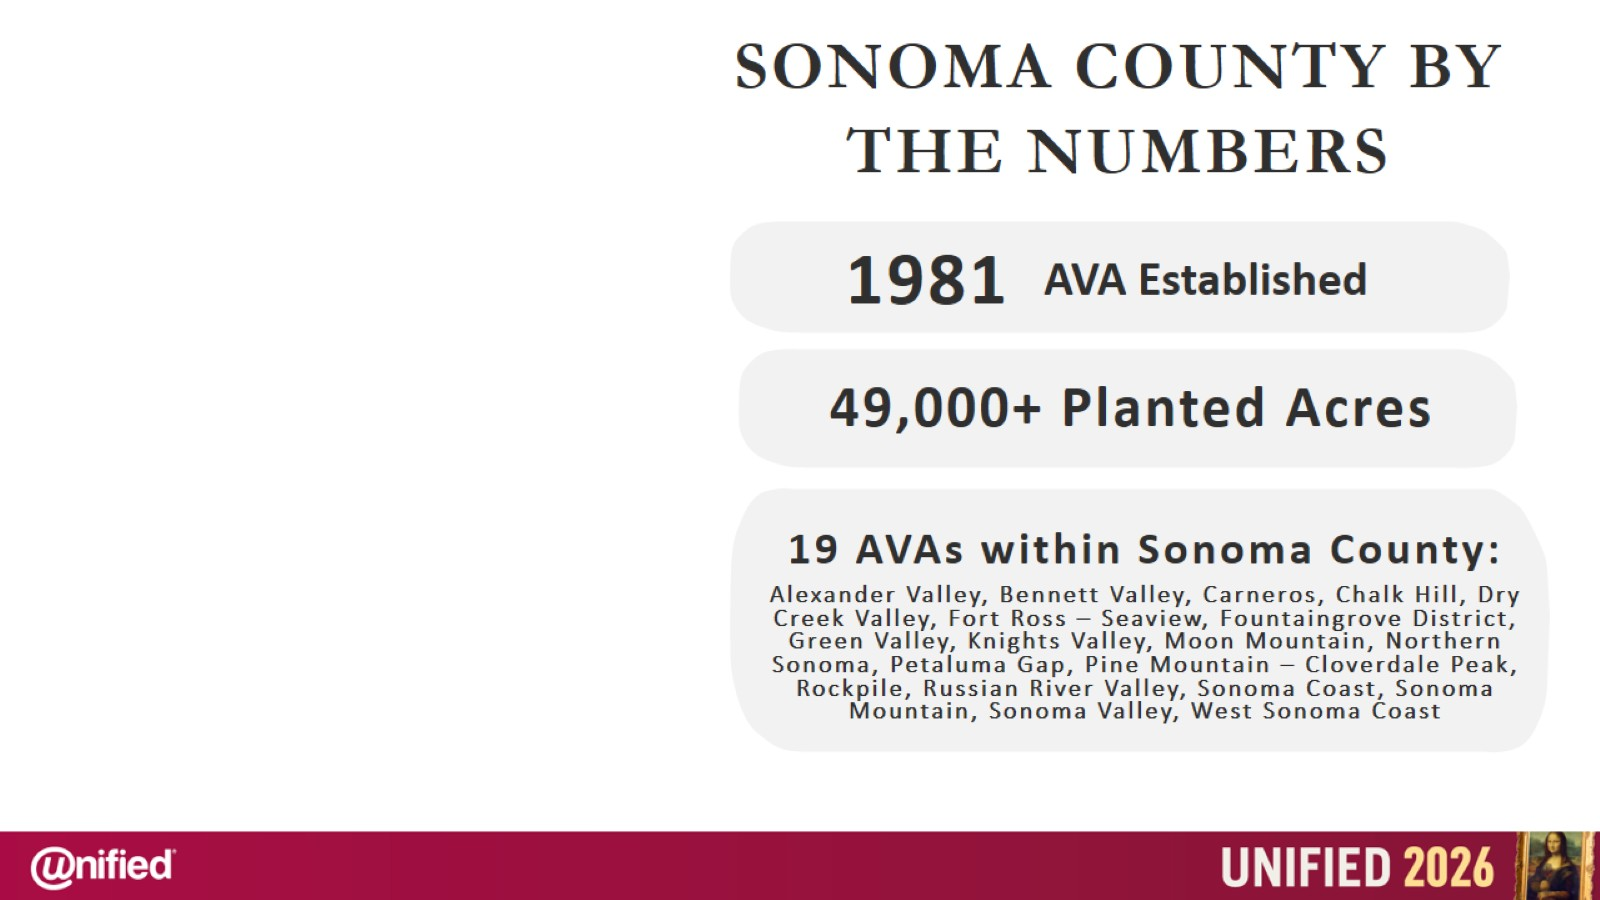 SONOMA COUNTY BY
THE NUMBERS
1981 AVA Established
49,000+ Planted Acres
19 AVAs within Sonoma County:
Alexander Valley, Bennett Valley, Carneros, Chalk Hill, Dry
Creek Valley, Fort Ross – Seaview, Fountaingrove District,
Green Valley, Knights Valley, Moon Mountain, Northern
Sonoma, Petaluma Gap, Pine Mountain – Cloverdale Peak,
Rockpile, Russian River Valley, Sonoma Coast, Sonoma
Mountain, Sonoma Valley, West Sonoma Coast
unified
UNIFIED 2026